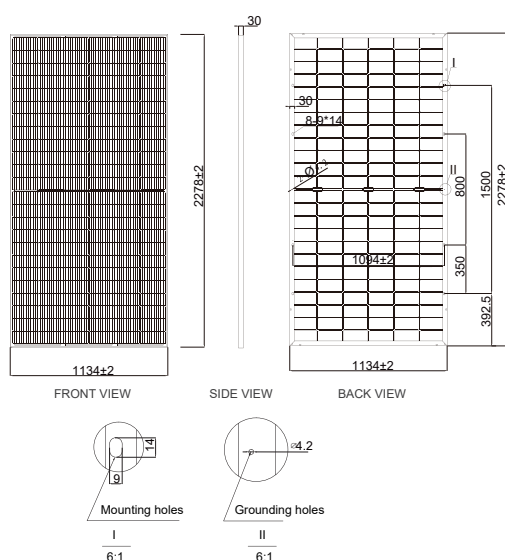 30
2278±2
1134±2
FRONT VIEW
SIDE VIEW
30
8-9*14
I
II
800
1500
2278±2
1094±2
350
392.5
1134±2
BACK VIEW
14
9
Mounting holes
I
6:1
ø4.2
Grounding holes
II
6:1